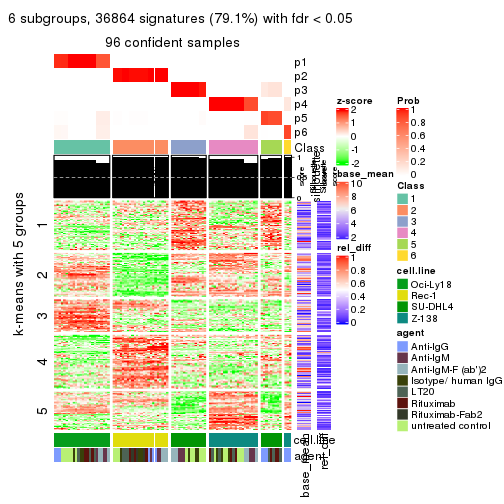 6 subgroups, 36864 signatures (79.1%) with fdr < 0.05
96 confident samples
p1
p2
p3
p4
p5
p6
Class
1
0.5
0
k-means with 5 groups
1
2
3
4
5
cell.line
agent
base_mean
rel_diff
z-score
2
1
0
-1
-2
base_mean
10
8
6
4
2
rel_diff
1
0.8
0.6
0.4
0.2
0
Prob
1
0.8
0.6
0.4
0.2
0
Class
1
2
3
4
5
6
cell.line
Oci-Ly18
Rec-1
SU-DHL4
Z-138
agent
Anti-IgG
Anti-IgM
Anti-IgM-F (ab')2
Isotype/ human IgG
LT20
Rituximab
Rituximab-Fab2
untreated control